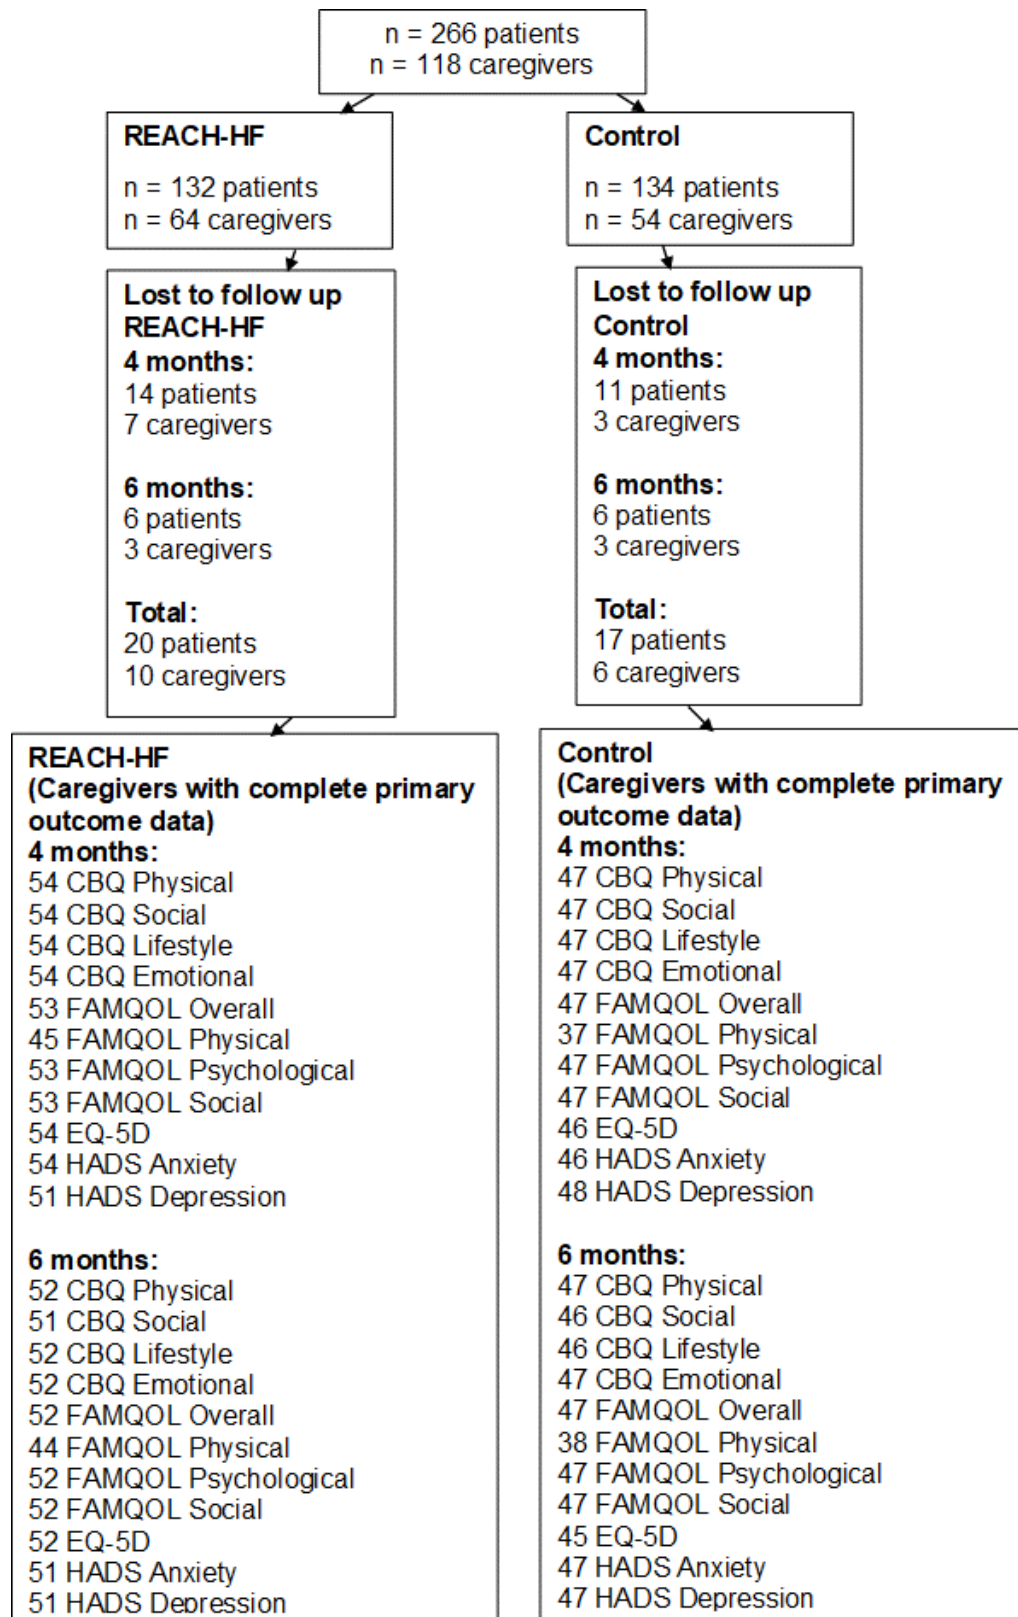 n = 266 patients
n = 118 caregivers
REACH-HF
n = 132 patients
n = 64 caregivers
Control
n = 134 patients
n = 54 caregivers
Lost to follow up
REACH-HF
4 months:
14 patients
7 caregivers
6 months:
6 patients
3 caregivers
Total:
20 patients
10 caregivers
Lost to follow up
Control
4 months:
11 patients
3 caregivers
6 months:
6 patients
3 caregivers
Total:
17 patients
6 caregivers
REACH-HF
(Caregivers with complete primary
outcome data)
4 months:
54 CBQ Physical
54 CBQ Social
54 CBQ Lifestyle
54 CBQ Emotional
53 FAMQOL Overall
45 FAMQOL Physical
53 FAMQOL Psychological
53 FAMQOL Social
54 EQ-5D
54 HADS Anxiety
51 HADS Depression
6 months:
52 CBQ Physical
51 CBQ Social
52 CBQ Lifestyle
52 CBQ Emotional
52 FAMQOL Overall
44 FAMQOL Physical
52 FAMQOL Psychological
52 FAMQOL Social
52 EQ-5D
51 HADS Anxiety
51 HADS Depression
Control
(Caregivers with complete primary
outcome data)
4 months:
47 CBQ Physical
47 CBQ Social
47 CBQ Lifestyle
47 CBQ Emotional
47 FAMQOL Overall
37 FAMQOL Physical
47 FAMQOL Psychological
47 FAMQOL Social
46 EQ-5D
46 HADS Anxiety
48 HADS Depression
6 months:
47 CBQ Physical
46 CBQ Social
46 CBQ Lifestyle
47 CBQ Emotional
47 FAMQOL Overall
38 FAMQOL Physical
47 FAMQOL Psychological
47 FAMQOL Social
45 EQ-5D
47 HADS Anxiety
47 HADS Depression